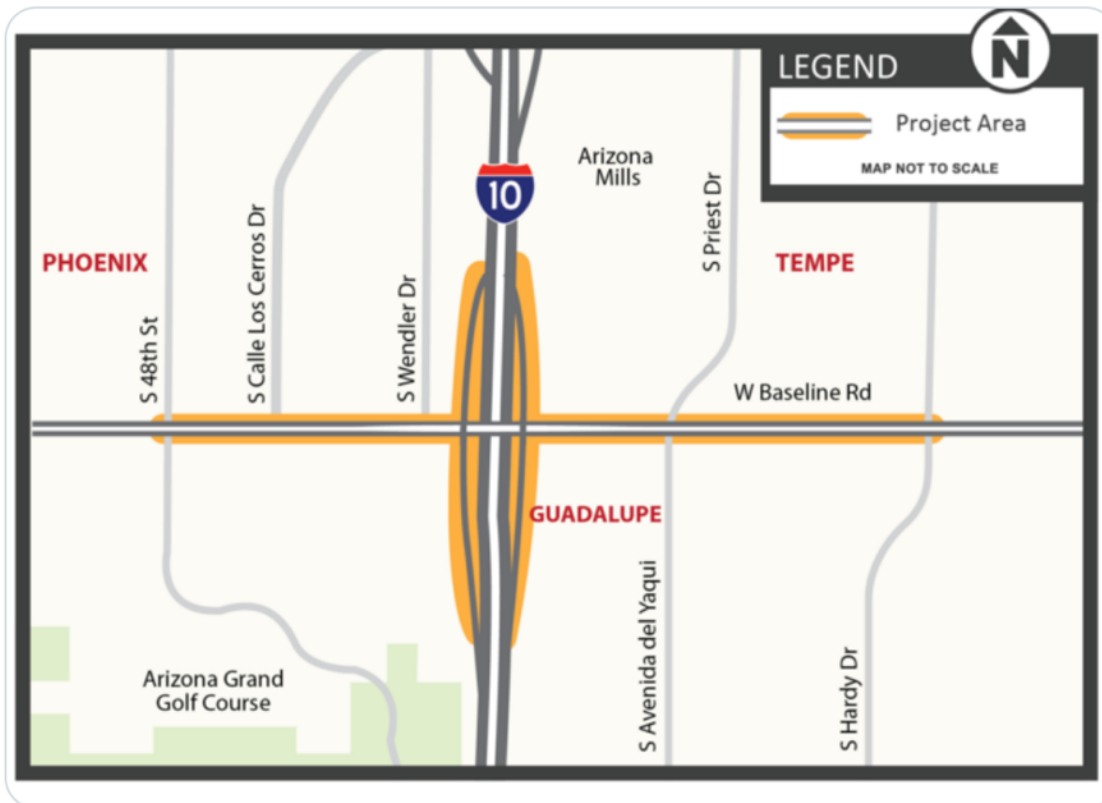 N
LEGEND
Project Area
MAP NOT TO SCALE
Arizona
Mills
10
S Priest Dr
S Calle Los Cerros Dr
PHOENIX
TEMPE
S Wendler Dr
S 48th St
W Baseline Rd
GUADALUPE
S Avenida del Yaqui
S Hardy Dr
Arizona Grand
Golf Course